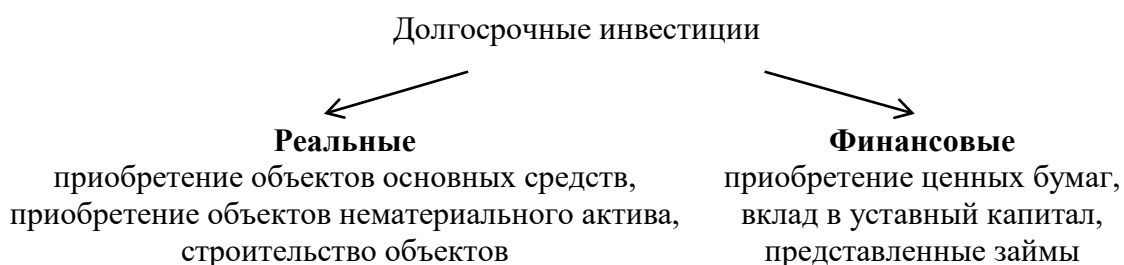 Долгосрочные инвестиции
Реальные
приобретение объектов основных средств,
приобретение объектов нематериального актива,
строительство объектов
Финансовые
приобретение ценных бумаг,
вклад в уставный капитал,
представленные займы